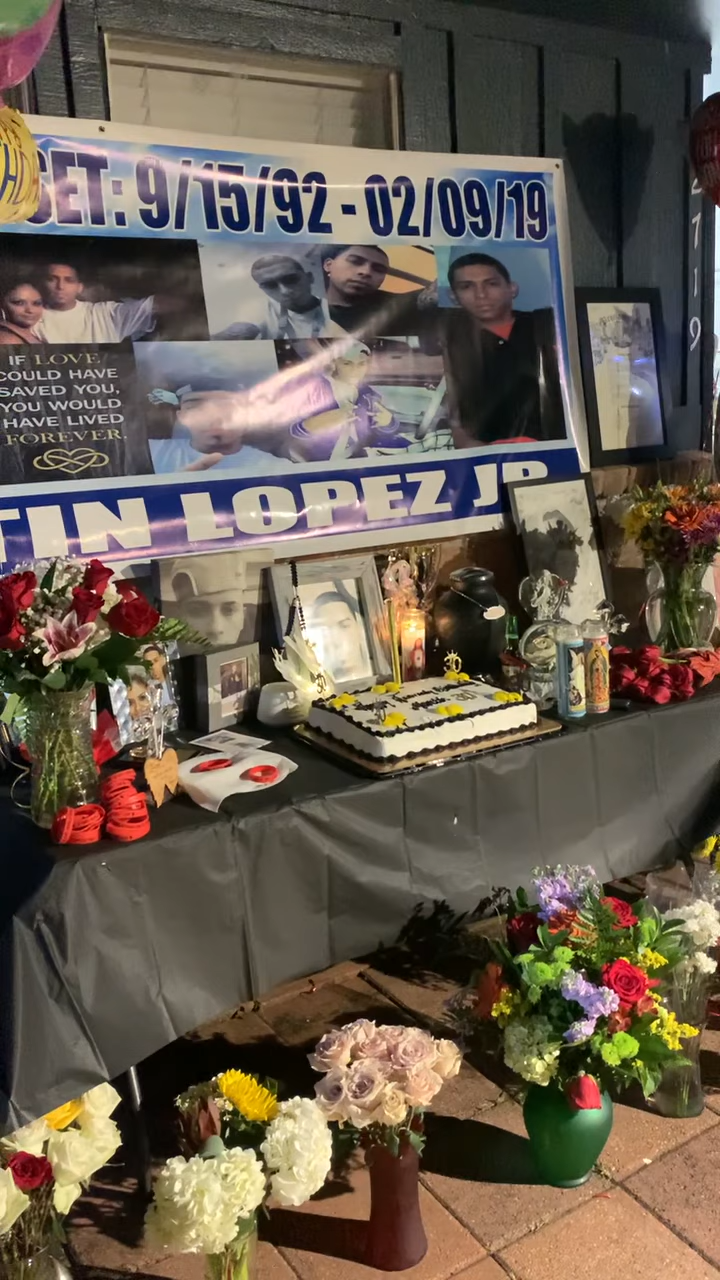 SET: 9/15/92 - 02/09/19
IF LOVE
COULD HAVE
SAVED YOU,
YOU WOULD
HAVE LIVED
FOREVER.
TIN LOPEZ JR
2719